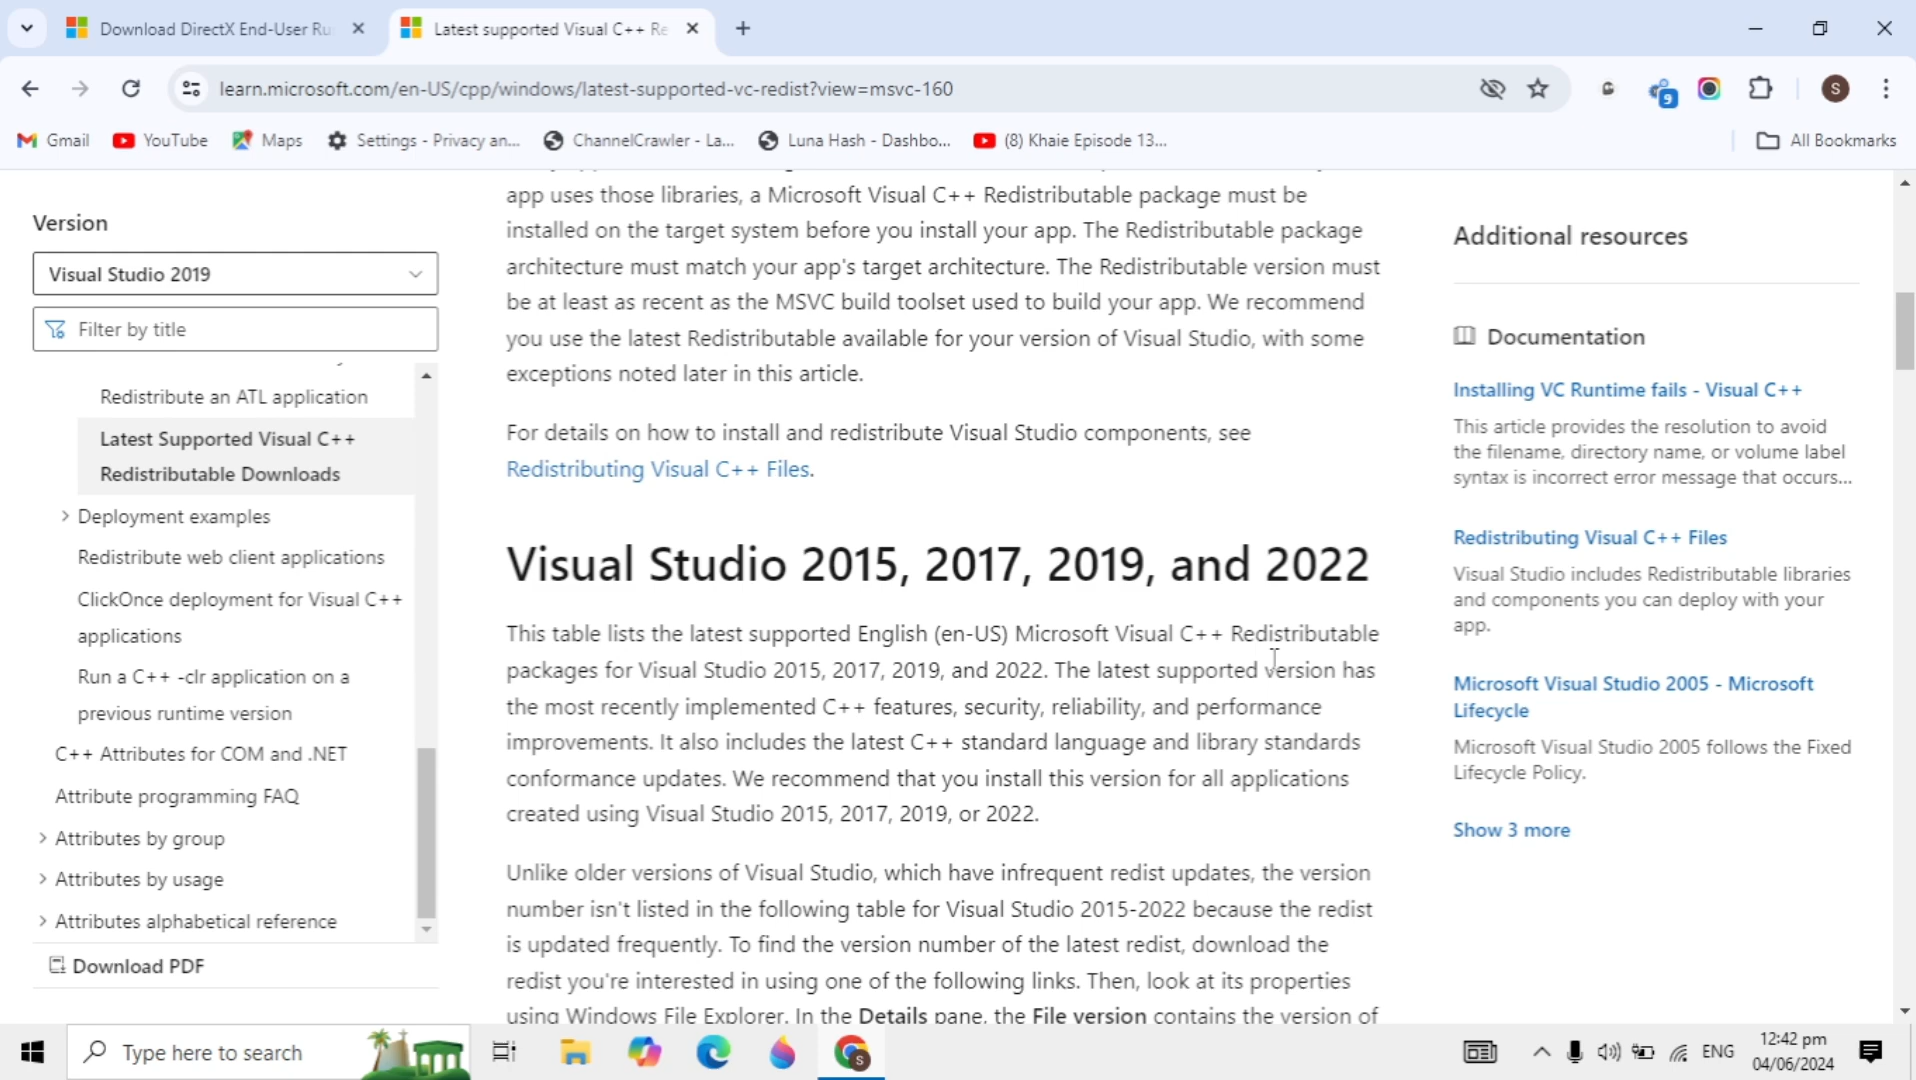 Download DirectX End-User Ru
Latest supported Visual C++ Re
learn.microsoft.com/en-US/cpp/windows/latest-supported-vc-redist?view=msvc-160
9
S
Gmail
YouTube
Maps
Settings - Privacy an...
ChannelCrawler - La...
Luna Hash - Dashbo...
(8) Khaie Episode 13...
All Bookmarks
Version
Visual Studio 2019
Filter by title
Redistribute an ATL application
Latest Supported Visual C++
Redistributable Downloads
Deployment examples
Redistribute web client applications
ClickOnce deployment for Visual C++
applications
Run a C++ -clr application on a
previous runtime version
C++ Attributes for COM and .NET
Attribute programming FAQ
Attributes by group
Attributes by usage
Attributes alphabetical reference
Download PDF
app uses those libraries, a Microsoft Visual C++ Redistributable package must be
installed on the target system before you install your app. The Redistributable package
architecture must match your app's target architecture. The Redistributable version must
be at least as recent as the MSVC build toolset used to build your app. We recommend
you use the latest Redistributable available for your version of Visual Studio, with some
exceptions noted later in this article.
For details on how to install and redistribute Visual Studio components, see
Redistributing Visual C++ Files.
Visual Studio 2015, 2017, 2019, and 2022
This table lists the latest supported English (en-US) Microsoft Visual C++ Redistributable
packages for Visual Studio 2015, 2017, 2019, and 2022. The latest supported version has
the most recently implemented C++ features, security, reliability, and performance
improvements. It also includes the latest C++ standard language and library standards
conformance updates. We recommend that you install this version for all applications
created using Visual Studio 2015, 2017, 2019, or 2022.
Unlike older versions of Visual Studio, which have infrequent redist updates, the version
number isn't listed in the following table for Visual Studio 2015-2022 because the redist
is updated frequently. To find the version number of the latest redist, download the
redist you're interested in using one of the following links. Then, look at its properties
using Windows File Explorer. In the Details pane, the File version contains the version of
Additional resources
Documentation
Installing VC Runtime fails - Visual C++
This article provides the resolution to avoid
the filename, directory name, or volume label
syntax is incorrect error message that occurs...
Redistributing Visual C++ Files
Visual Studio includes Redistributable libraries
and components you can deploy with your
app.
Microsoft Visual Studio 2005 - Microsoft
Lifecycle
Microsoft Visual Studio 2005 follows the Fixed
Lifecycle Policy.
Show 3 more
Type here to search
S
ENG
12:42 pm
04/06/2024